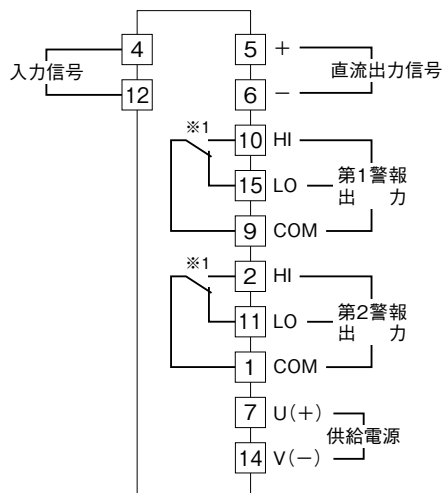 4
12
入力信号
5 +
6 −
直流出力信号
※1
10 HI
15 LO
9 COM
第1警報
出 力
※1
2 HI
11 LO
1 COM
第2警報
出 力
7 U(+)
14 V(−)
供給電源